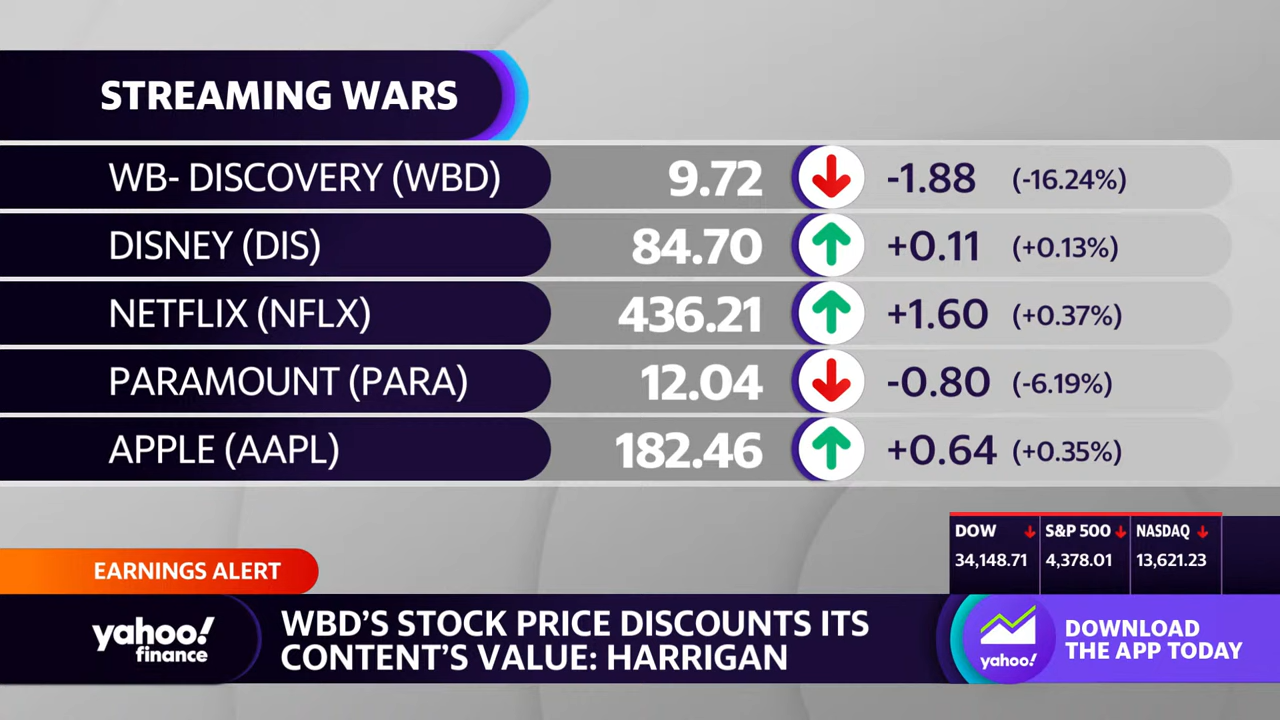 STREAMING WARS
WB- DISCOVERY (WBD) 9.72 -1.88 (-16.24%)
DISNEY (DIS) 84.70 +0.11 (+0.13%)
NETFLIX (NFLX) 436.21 +1.60 (+0.37%)
PARAMOUNT (PARA) 12.04 -0.80 (-6.19%)
APPLE (AAPL) 182.46 +0.64 (+0.35%)
DOW S&P 500 NASDAQ
34,148.71 4,378.01 13,621.23
EARNINGS ALERT
yahoo!
finance
WBD'S STOCK PRICE DISCOUNTS ITS
CONTENT'S VALUE: HARRIGAN
yahoo!
DOWNLOAD
THE APP TODAY